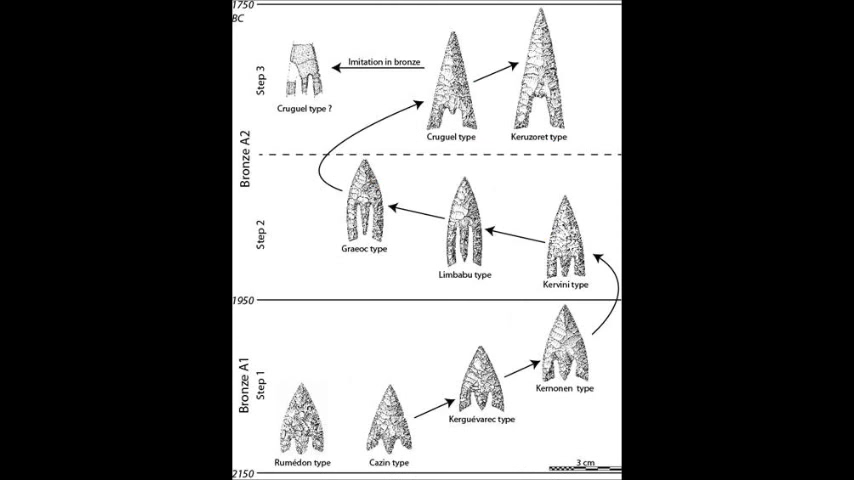 1750
BC
Step 3
Imitation in bronze
Cruguel type ?
Cruguel type
Keruzoret type
Bronze A2
Step 2
Graeoc type
Limbabu type
Kervini type
1950
Bronze A1
Step 1
Kernonen type
Kerguévarec type
Rumédon type
Cazin type
3 cm
2150